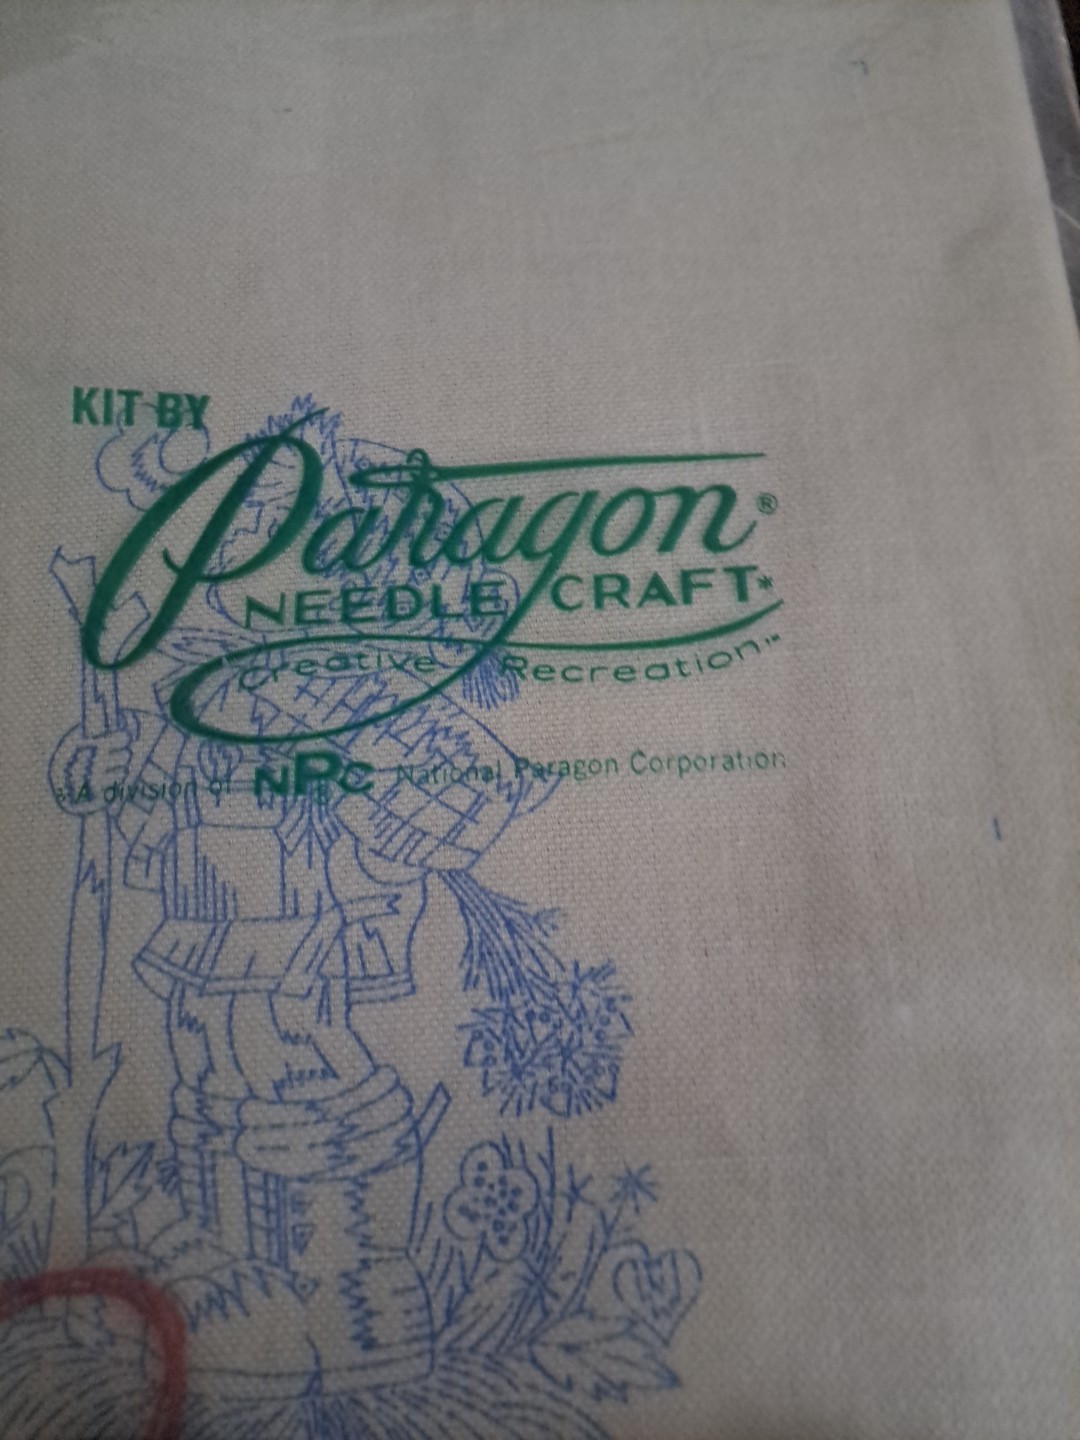 KIT BY
Paragon®
NEEDLE CRAFT*
Creative Recreation™
*A division of NPC National Paragon Corporation